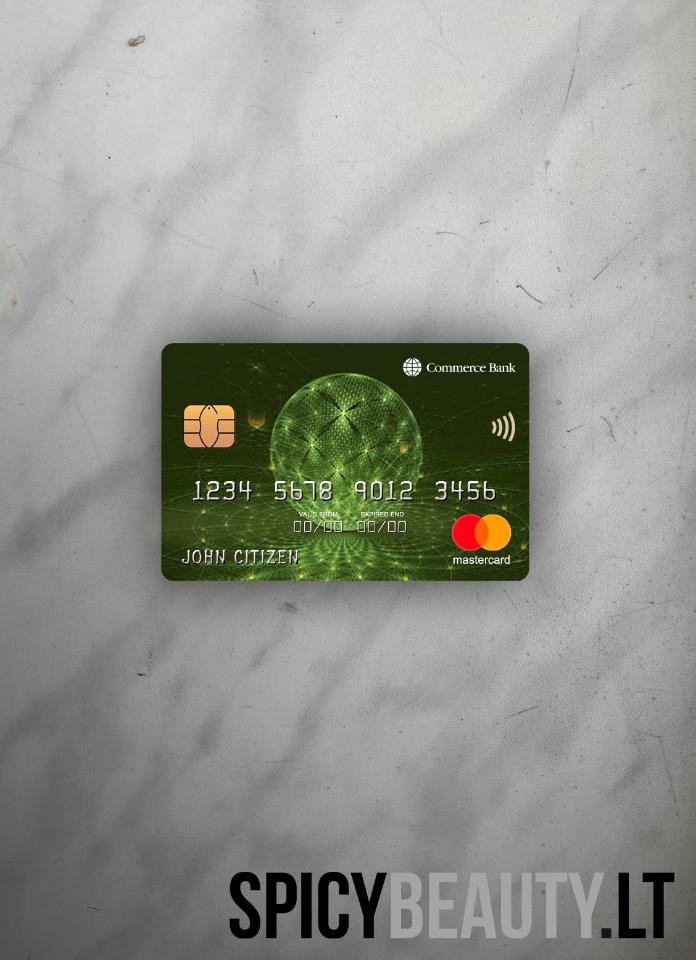 Commerce Bank
1234 5678 9012 3456
VALID FROM EXPIRED END
00/00 00/00
JOHN CITIZEN
mastercard
SPICYBEAUTY.LT